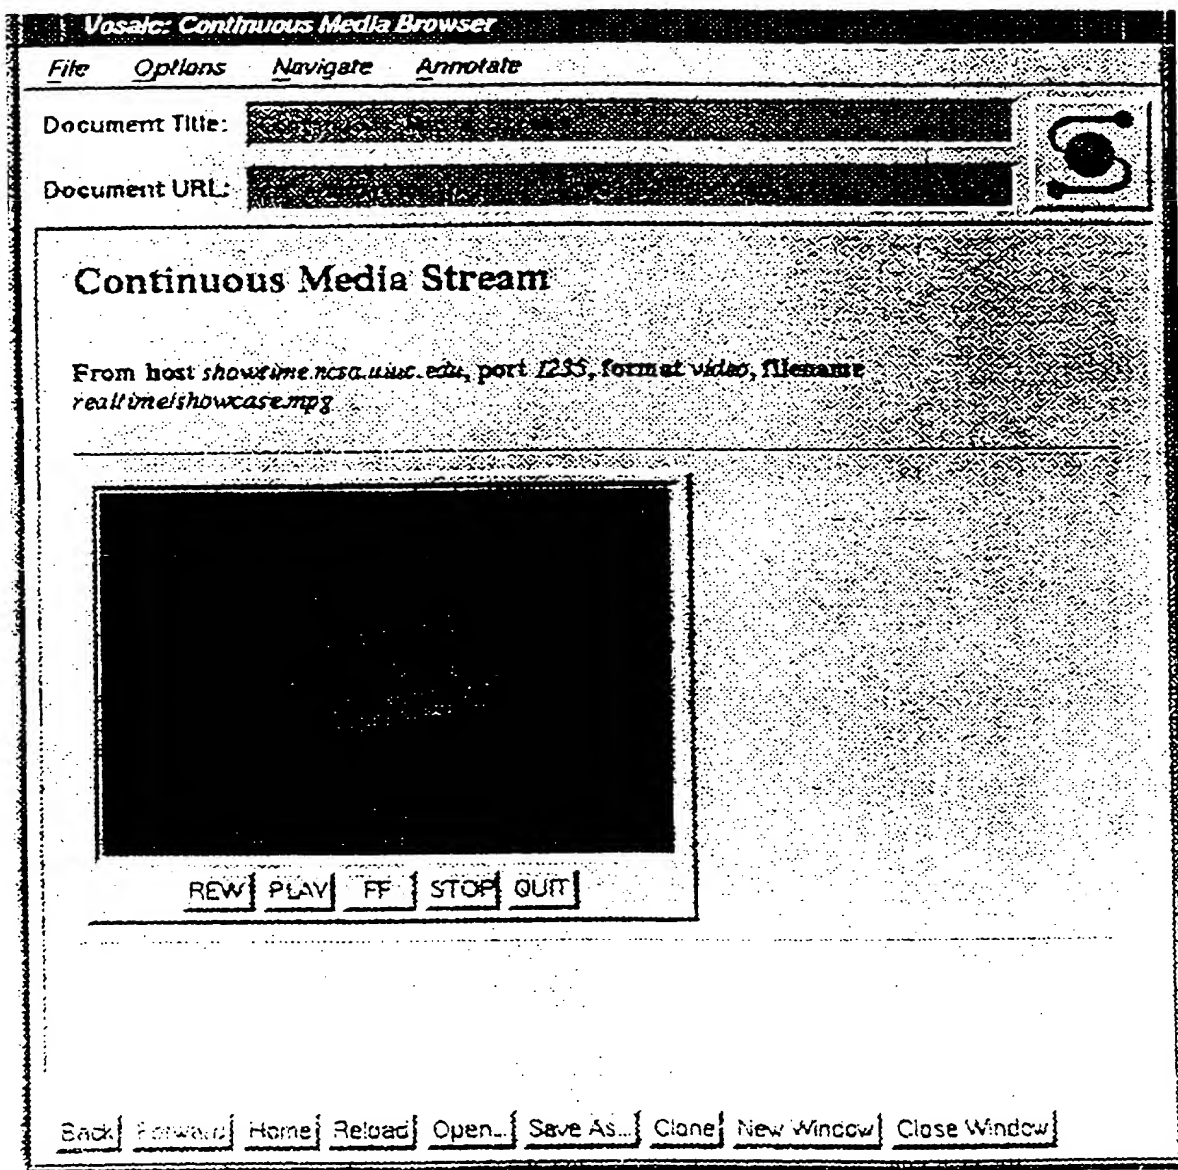 Vosaic: Continuous Media Browser
File Options Navigate Annotate
Document Title:
Document URL:
Continuous Media Stream
From host showtime.ncsa.uiuc.edu, port 1235, format video, filename
realtime/showcase.mpg
REW PLAY FF STOP QUIT
Back Forward Home Reload Open... Save As... Clone New Window Close Window